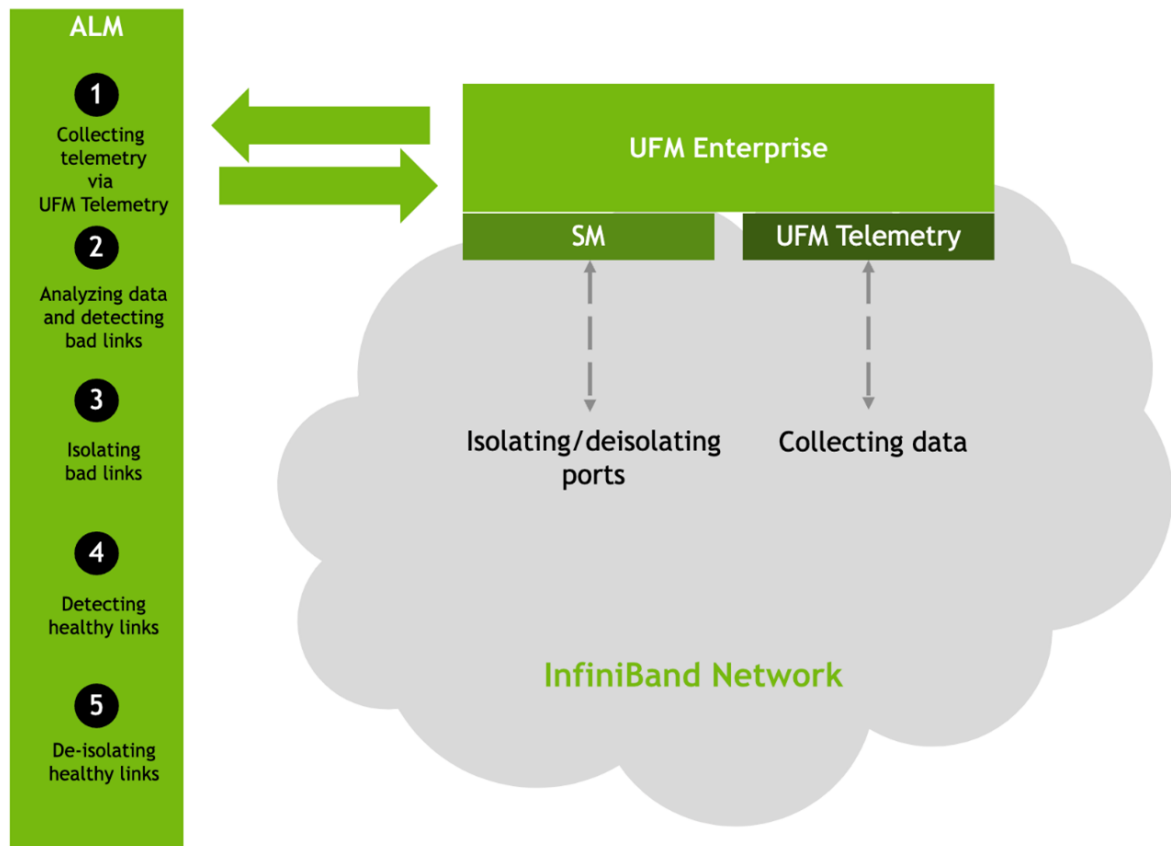 ALM
1
Collecting
telemetry
via
UFM Telemetry
2
Analyzing data
and detecting
bad links
3
Isolating
bad links
4
Detecting
healthy links
5
De-isolating
healthy links
UFM Enterprise
SM
UFM Telemetry
Isolating/deisolating
ports
Collecting data
InfiniBand Network